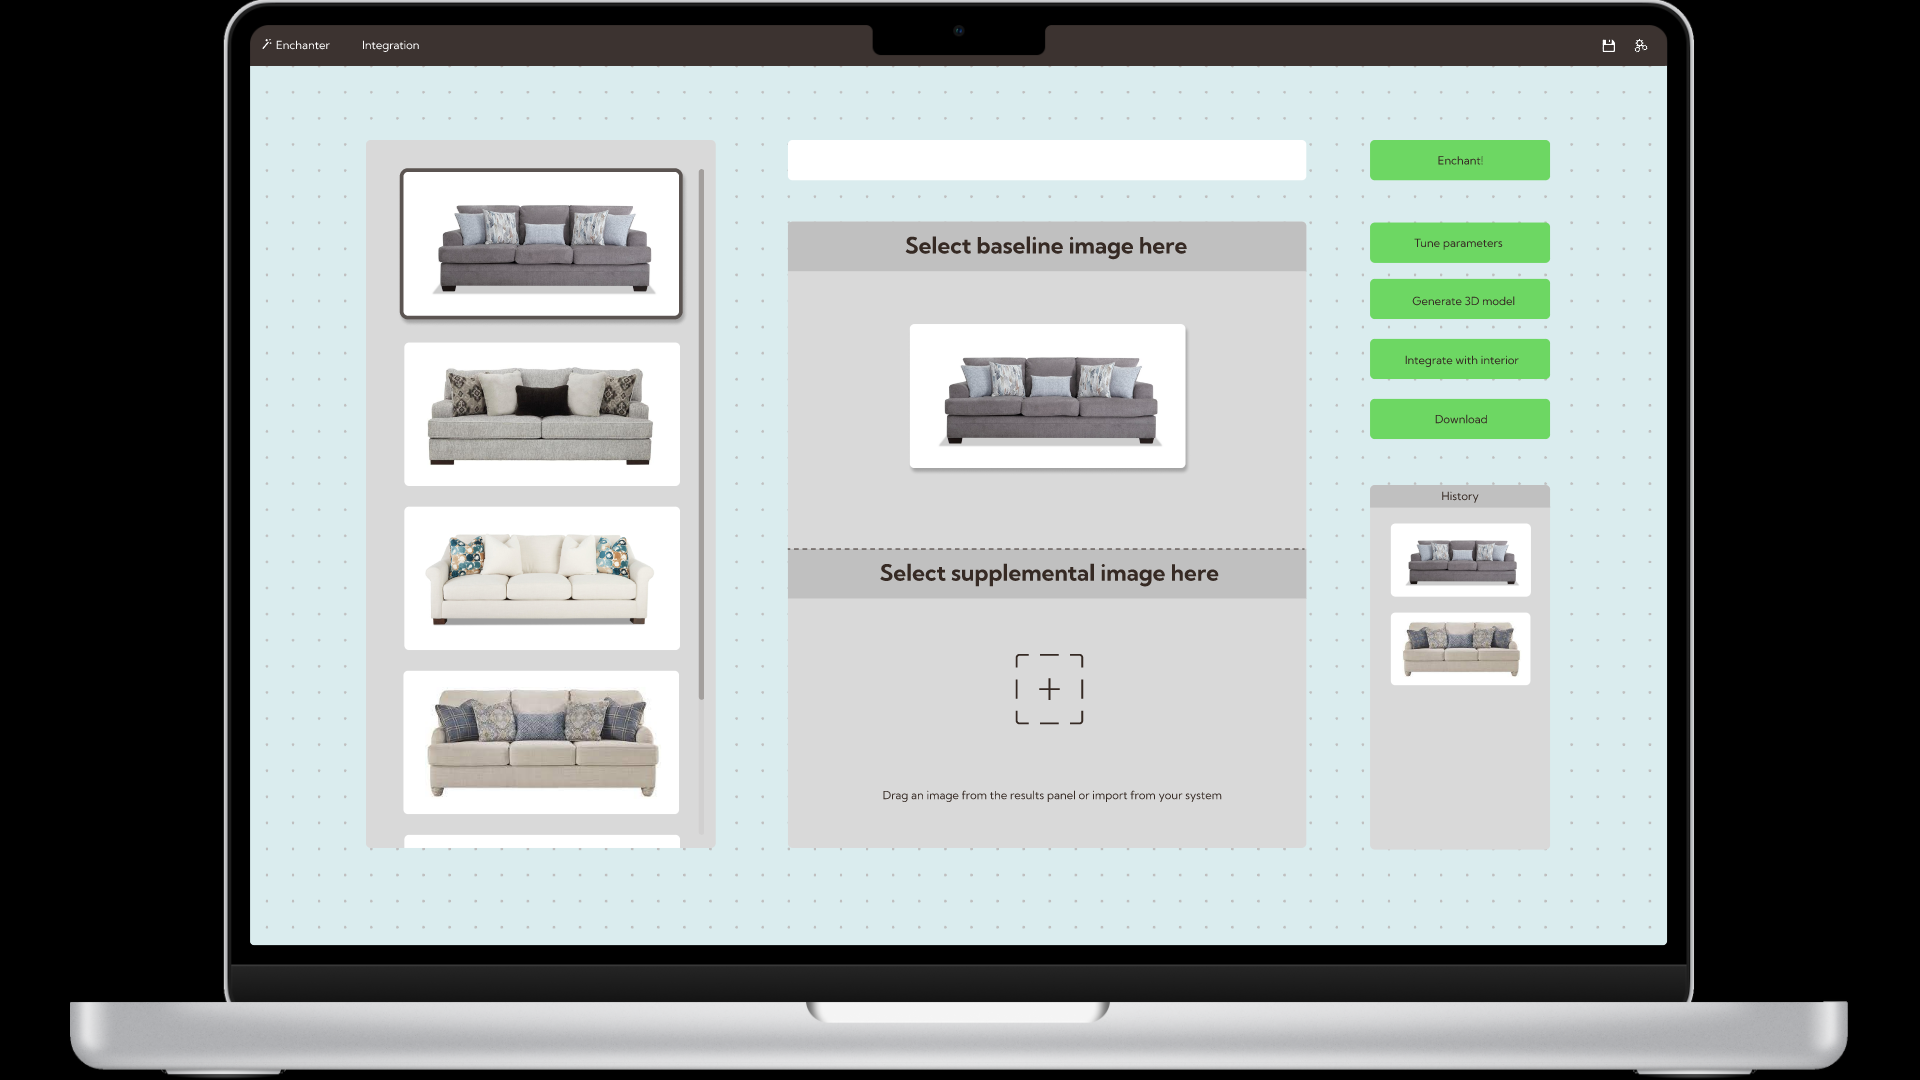 Enchanter
Integration
Enchant!
Select baseline image here
Tune parameters
Generate 3D model
Integrate with interior
Download
History
Select supplemental image here
Drag an image from the results panel or import from your system